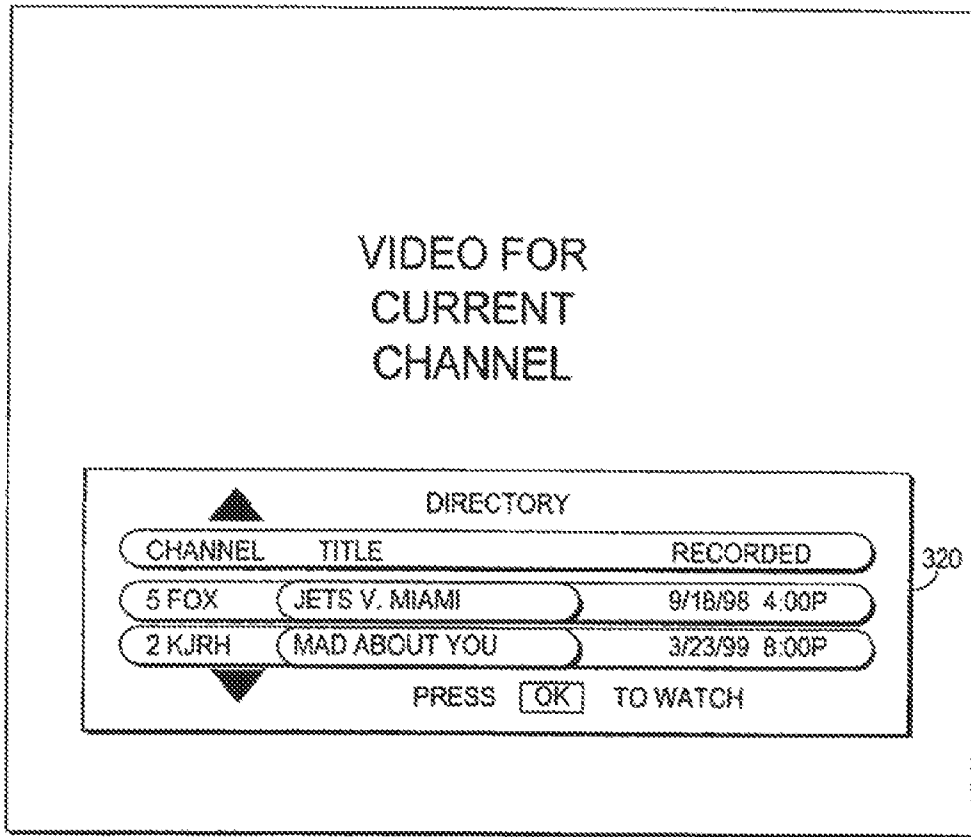 VIDEO FOR
CURRENT
CHANNEL
DIRECTORY
CHANNEL TITLE RECORDED
320
5 FOX JETS V. MIAMI 9/18/98 4:00P
2 KJRH MAD ABOUT YOU 3/23/99 8:00P
PRESS OK TO WATCH